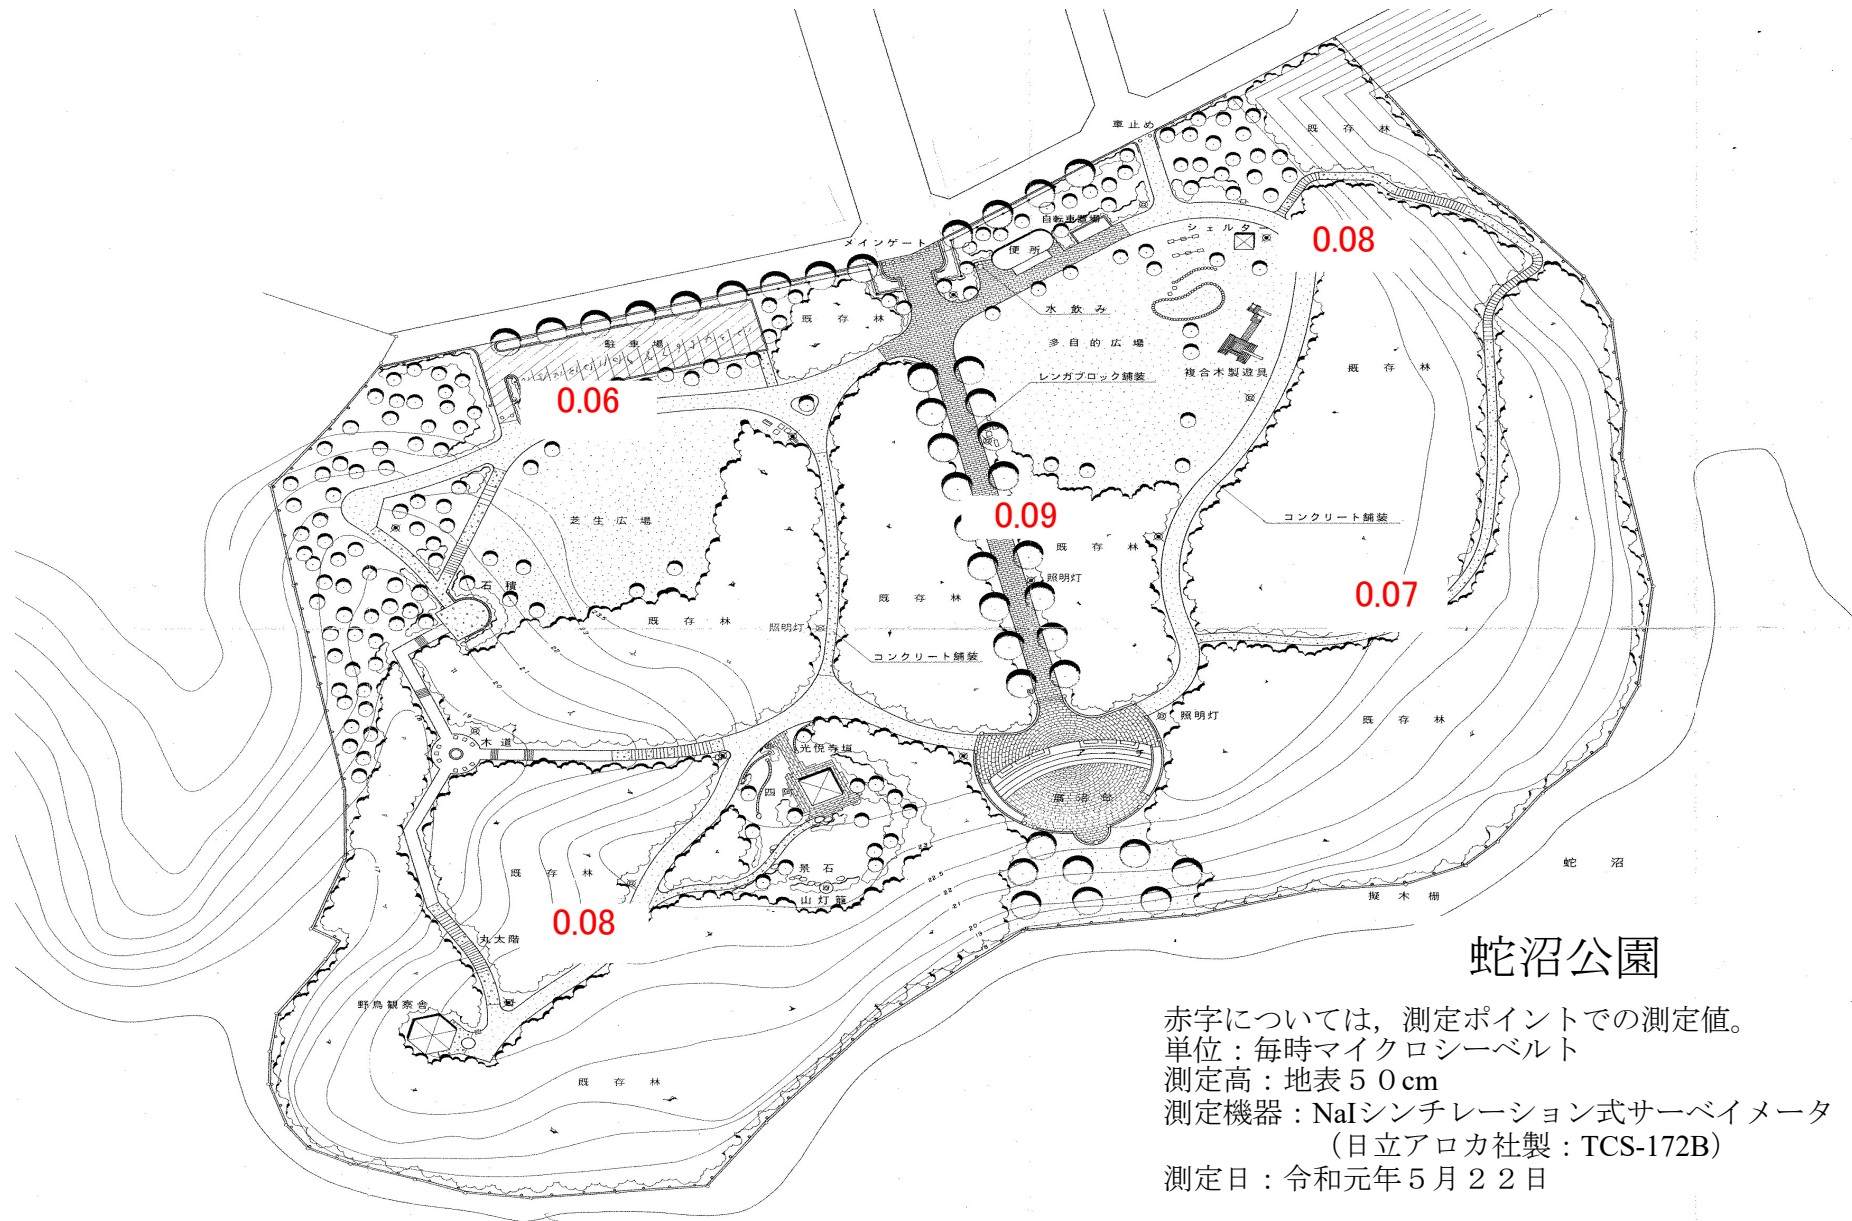 車止め
既存林
自転車置場
メインゲート
便所
シェルター
0.08
水飲み
既存林
駐車場
多目的広場
レンガブロック舗装
複合木製遊具
既存林
0.06
芝生広場
0.09
コンクリート舗装
既存林
石積
照明灯
0.07
既存林
既存林
照明灯
コンクリート舗装
照明灯
既存林
木道
光悦寺垣
四阿
展望台
景石
既存林
山灯籠
蛇沼
擬木柵
0.08
丸太階
野鳥観察舎
既存林
蛇沼公園
赤字については，測定ポイントでの測定値。
単位：毎時マイクロシーベルト
測定高：地表５０cm
測定機器：NaIシンチレーション式サーベイメータ
（日立アロカ社製：TCS-172B）
測定日：令和元年５月２２日